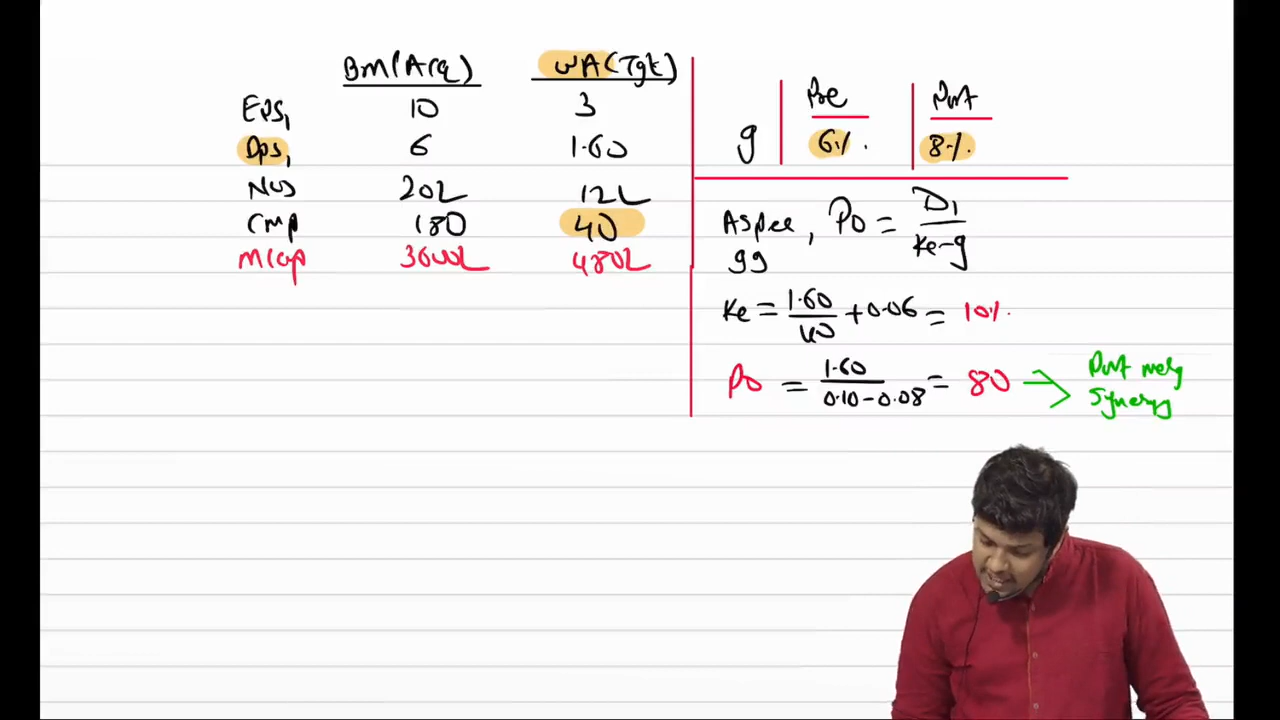 BM(Acq) WA(Tgt)
EPS1 10 3
DPS1 6 1.60
NOS 20L 12L
CMP 180 40
MCap 3600L 480L
Pre Post
g 6% 8%
As per GG, P0 = D1 / Ke-g
Ke = 1.60 / 40 + 0.06 = 10%
P0 = 1.60 / 0.10-0.08 = 80
Post merg
Synergy